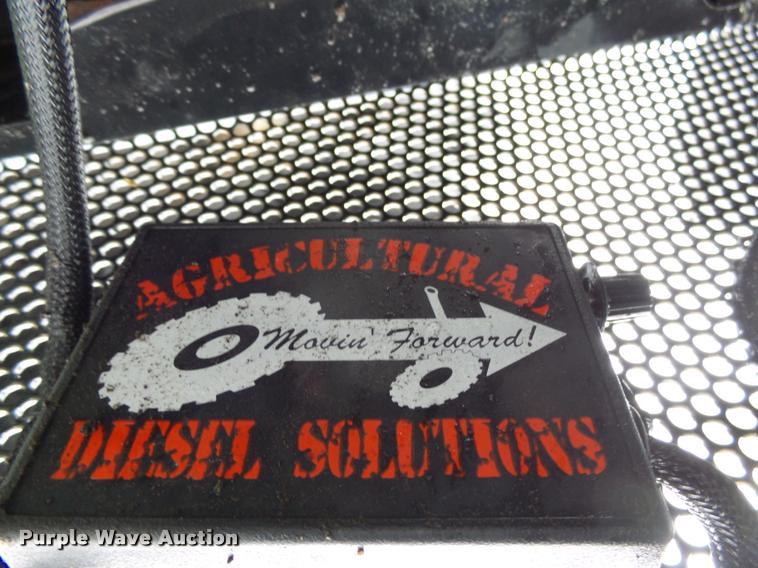 AGRICULTURAL
Movin' Forward!
DIESEL SOLUTIONS
Purple Wave Auction